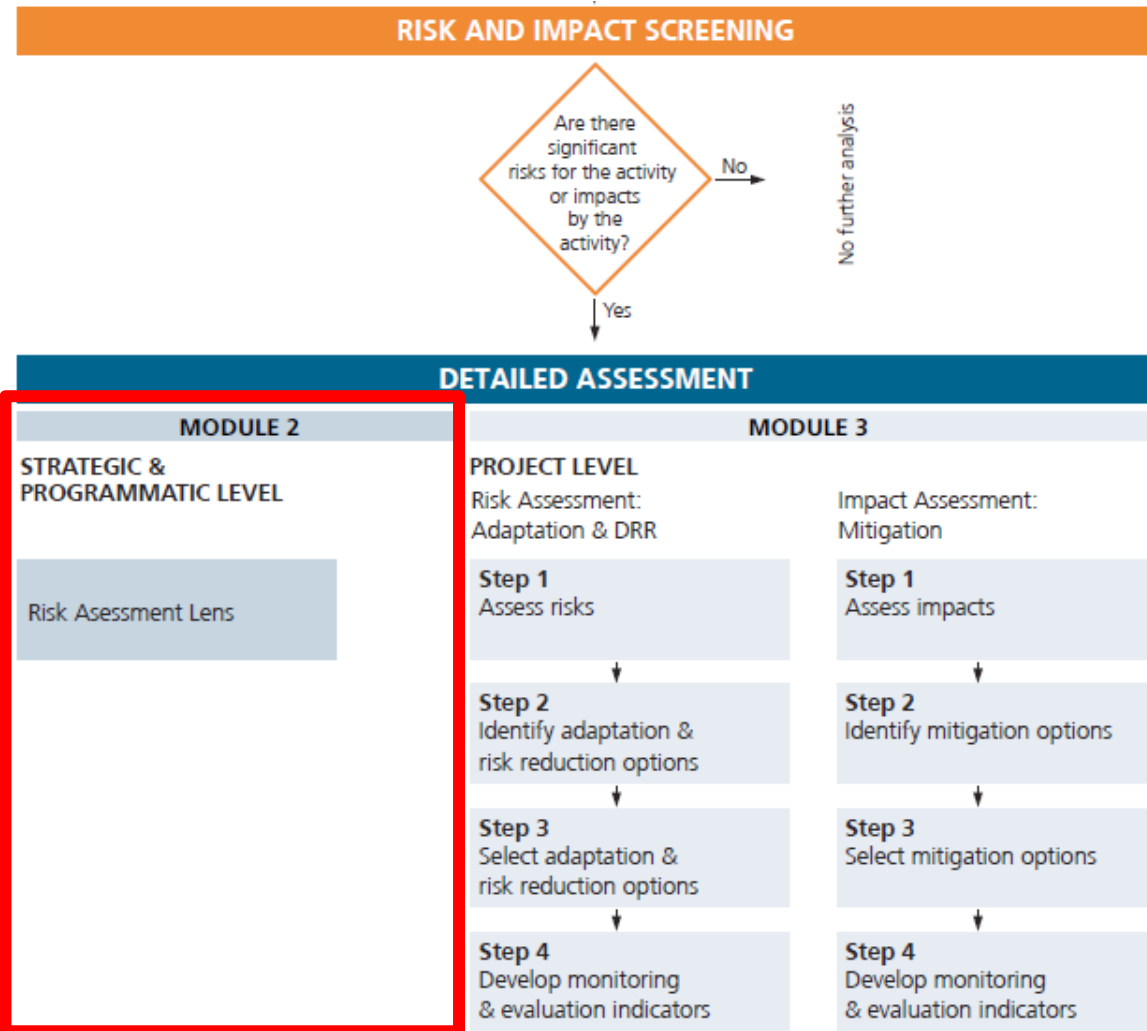 RISK AND IMPACT SCREENING
Are there
significant
risks for the activity
or impacts
by the
activity?
No
No further analysis
Yes
DETAILED ASSESSMENT
MODULE 2
STRATEGIC &
PROGRAMMATIC LEVEL
Risk Asessment Lens
MODULE 3
PROJECT LEVEL
Risk Assessment:
Adaptation & DRR
Step 1
Assess risks
Step 2
Identify adaptation &
risk reduction options
Step 3
Select adaptation &
risk reduction options
Step 4
Develop monitoring
& evaluation indicators
Impact Assessment:
Mitigation
Step 1
Assess impacts
Step 2
Identify mitigation options
Step 3
Select mitigation options
Step 4
Develop monitoring
& evaluation indicators